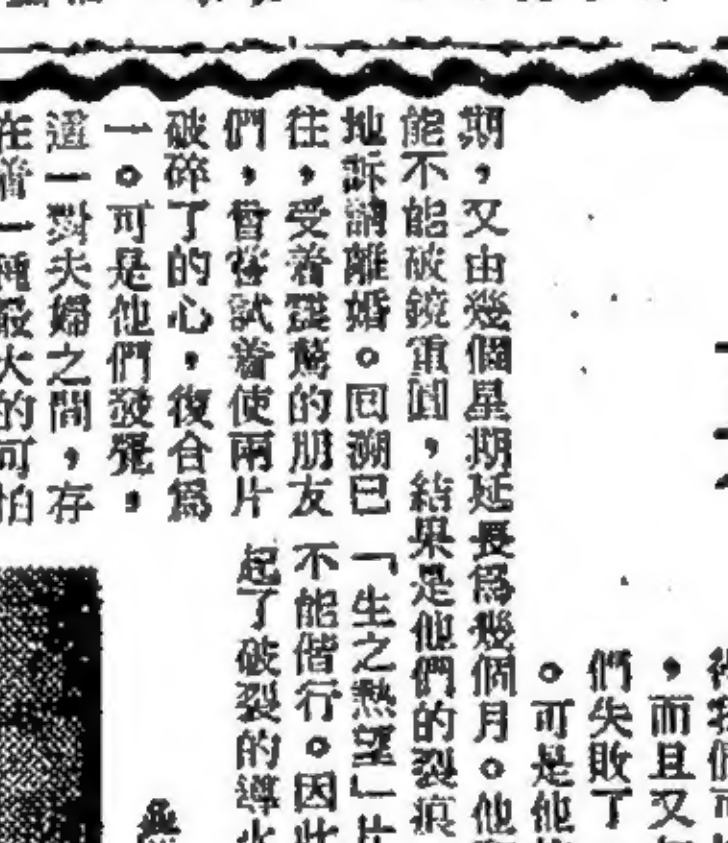 們失敗了
，而且又
。可是他
期，又由幾個星期延長爲幾個月。他
能不能破鏡重圓，結果是他們的裂痕
地訴請離婚。回溯已
往，受着羅蘭的朋友
們，曾嘗試着使兩片
破碎了的心，復合爲
一。可是他們發覺，
這一對夫婦之間，存
在着一種最大的可怕
「生之熱望」片
不能偕行。因此
起了破裂的導火